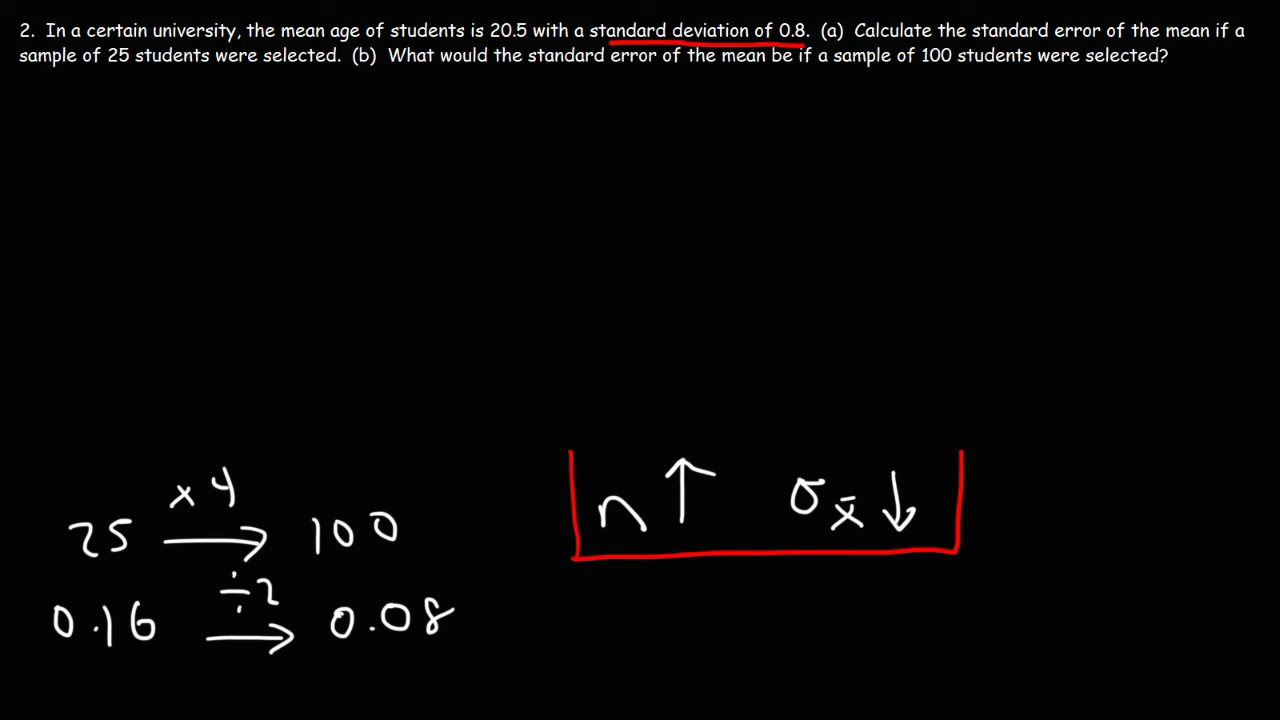 2. In a certain university, the mean age of students is 20.5 with a standard deviation of 0.8. (a) Calculate the standard error of the mean if a
sample of 25 students were selected. (b) What would the standard error of the mean be if a sample of 100 students were selected?
× 4
25 → 100
n ↑ σx̄ ↓
÷2
0.16 → 0.08